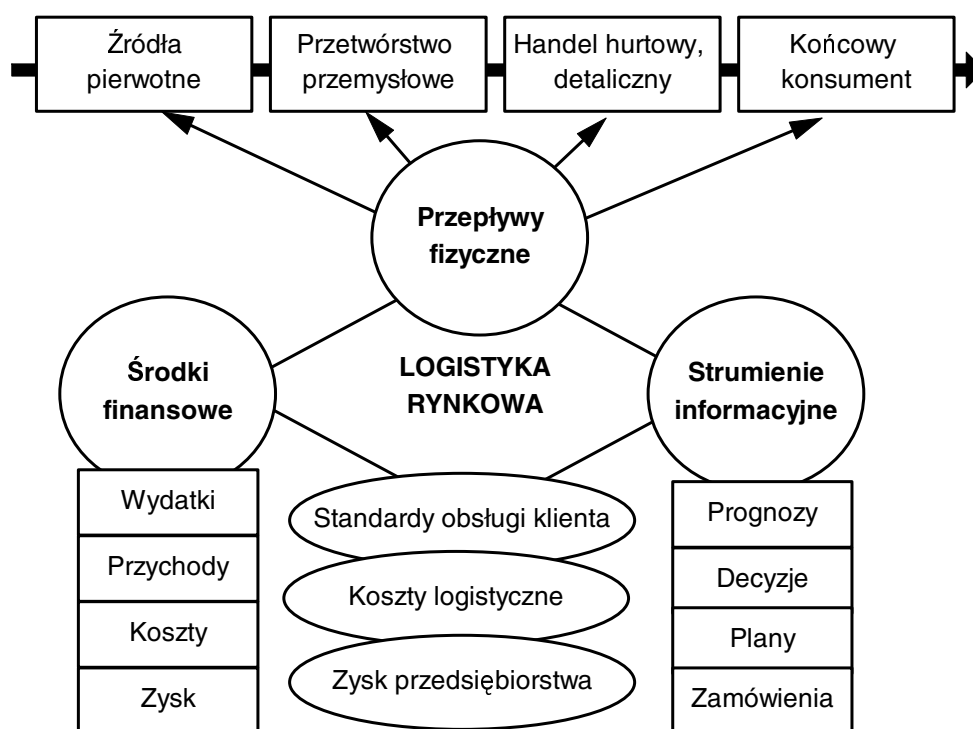 Źródła
pierwotne
Przetwórstwo
przemysłowe
Handel hurtowy,
detaliczny
Końcowy
konsument
Przepływy
fizyczne
Środki
finansowe
LOGISTYKA
RYNKOWA
Strumienie
informacyjne
Wydatki
Przychody
Koszty
Zysk
Standardy obsługi klienta
Koszty logistyczne
Zysk przedsiębiorstwa
Prognozy
Decyzje
Plany
Zamówienia